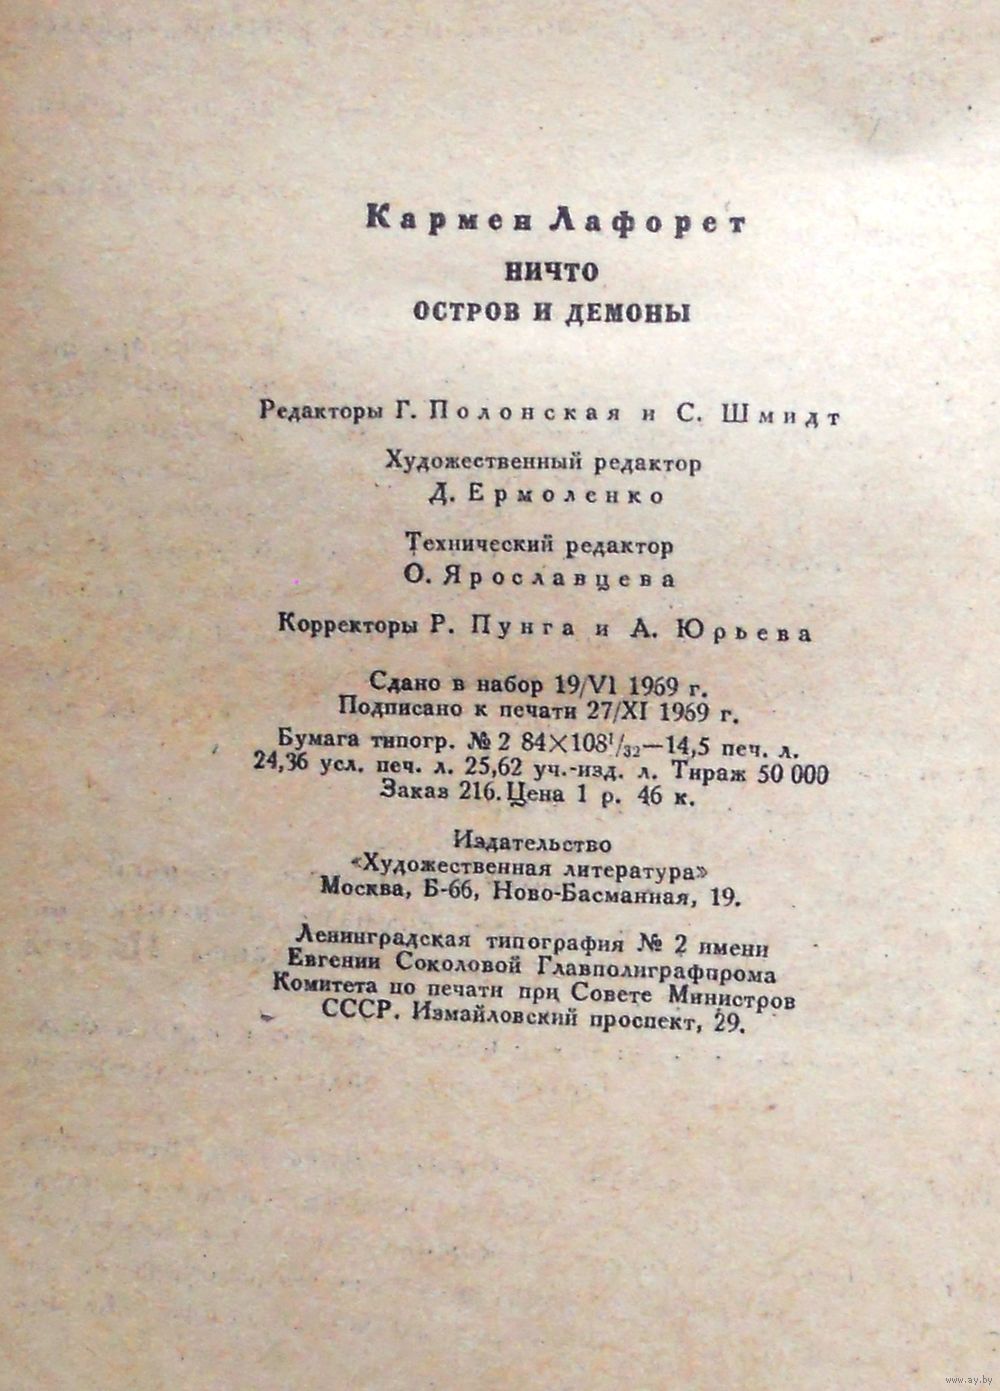 Кармен Лафорет
НИЧТО
ОСТРОВ И ДЕМОНЫ
Редакторы Г. Полонская и С. Шмидт
Художественный редактор
Д. Ермоленко
Технический редактор
О. Ярославцева
Корректоры Р. Пунга и А. Юрьева
Сдано в набор 19/VI 1969 г.
Подписано к печати 27/XI 1969 г.
Бумага типогр. № 2 84×108¹/₃₂—14,5 печ. л.
24,36 усл. печ. л. 25,62 уч.-изд. л. Тираж 50 000
Заказ 216. Цена 1 р. 46 к.
Издательство
«Художественная литература»
Москва, Б-66, Ново-Басманная, 19.
Ленинградская типография № 2 имени
Евгении Соколовой Главполиграфпрома
Комитета по печати при Совете Министров
СССР. Измайловский проспект, 29.
www.ay.by